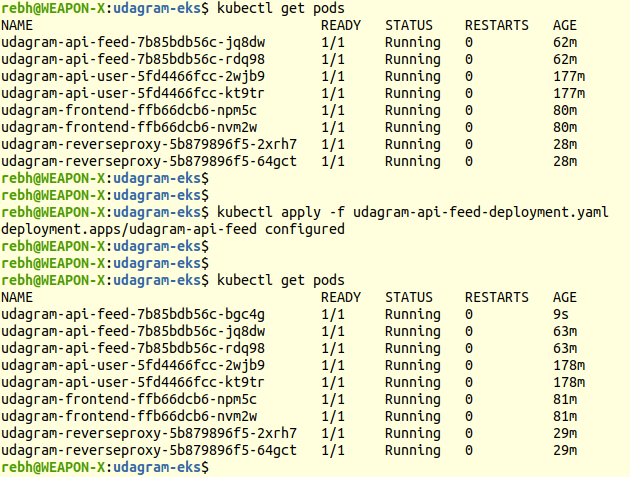 rebh@WEAPON-X:udagram-eks$ kubectl get pods
NAME READY STATUS RESTARTS AGE
udagram-api-feed-7b85bdb56c-jq8dw 1/1 Running 0 62m
udagram-api-feed-7b85bdb56c-rdq98 1/1 Running 0 62m
udagram-api-user-5fd4466fcc-2wjb9 1/1 Running 0 177m
udagram-api-user-5fd4466fcc-kt9tr 1/1 Running 0 177m
udagram-frontend-ffb66dcb6-npm5c 1/1 Running 0 80m
udagram-frontend-ffb66dcb6-nvm2w 1/1 Running 0 80m
udagram-reverseproxy-5b879896f5-2xrh7 1/1 Running 0 28m
udagram-reverseproxy-5b879896f5-64gct 1/1 Running 0 28m
rebh@WEAPON-X:udagram-eks$
rebh@WEAPON-X:udagram-eks$
rebh@WEAPON-X:udagram-eks$ kubectl apply -f udagram-api-feed-deployment.yaml
deployment.apps/udagram-api-feed configured
rebh@WEAPON-X:udagram-eks$
rebh@WEAPON-X:udagram-eks$
rebh@WEAPON-X:udagram-eks$ kubectl get pods
NAME READY STATUS RESTARTS AGE
udagram-api-feed-7b85bdb56c-bgc4g 1/1 Running 0 9s
udagram-api-feed-7b85bdb56c-jq8dw 1/1 Running 0 63m
udagram-api-feed-7b85bdb56c-rdq98 1/1 Running 0 63m
udagram-api-user-5fd4466fcc-2wjb9 1/1 Running 0 178m
udagram-api-user-5fd4466fcc-kt9tr 1/1 Running 0 178m
udagram-frontend-ffb66dcb6-npm5c 1/1 Running 0 81m
udagram-frontend-ffb66dcb6-nvm2w 1/1 Running 0 81m
udagram-reverseproxy-5b879896f5-2xrh7 1/1 Running 0 29m
udagram-reverseproxy-5b879896f5-64gct 1/1 Running 0 29m
rebh@WEAPON-X:udagram-eks$